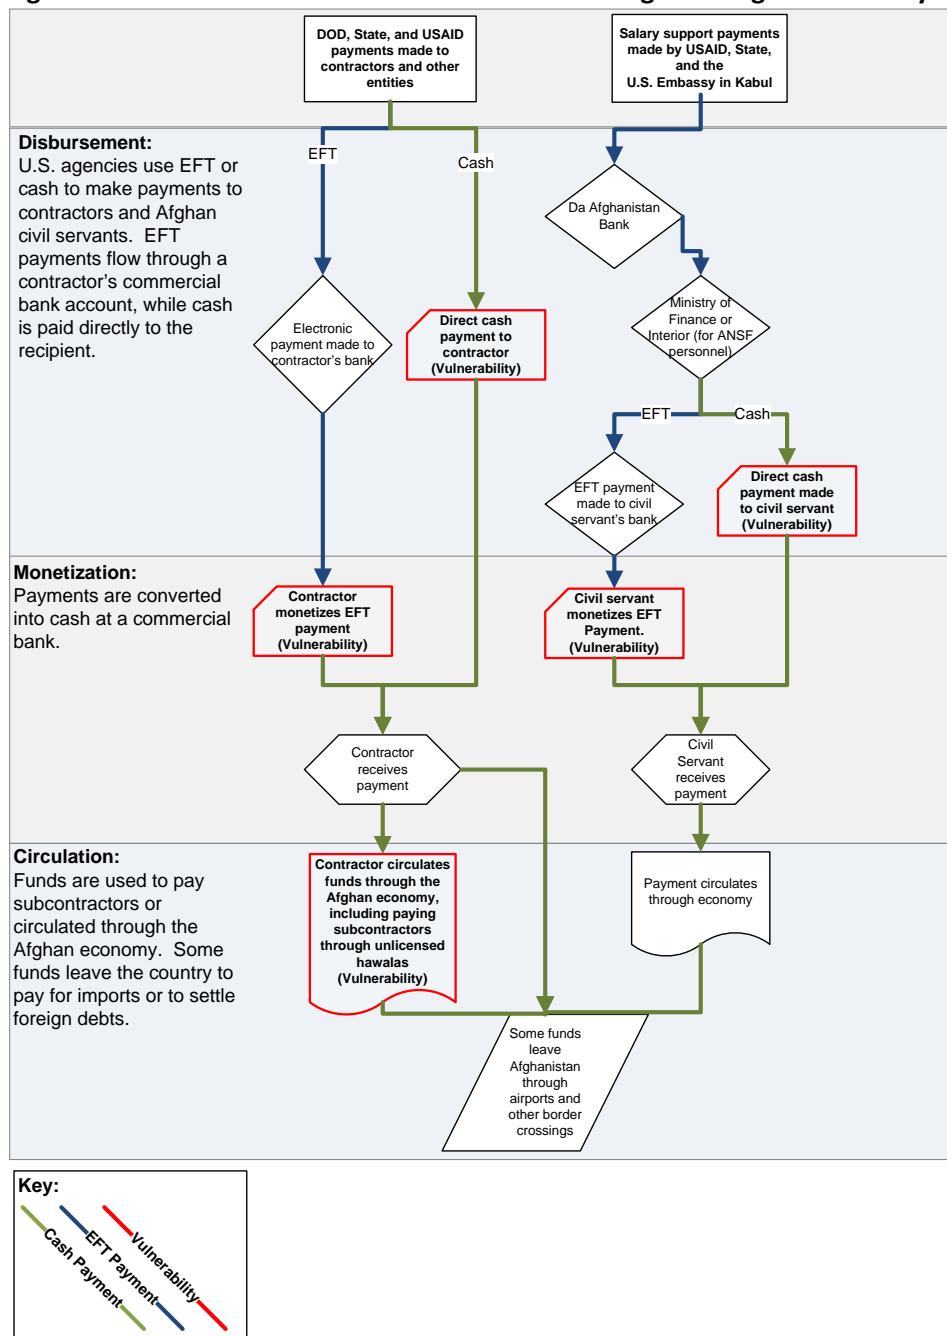 DOD, State, and USAID
payments made to
contractors and other
entities
Salary support payments
made by USAID, State,
and the
U.S. Embassy in Kabul
Disbursement:
U.S. agencies use EFT or
cash to make payments to
contractors and Afghan
civil servants.  EFT
payments flow through a
contractor's commercial
bank account, while cash
is paid directly to the
recipient.
EFT
Cash
Da Afghanistan
Bank
Electronic
payment made to
contractor's bank
Direct cash
payment to
contractor
(Vulnerability)
Ministry of
Finance or
Interior (for ANSF
personnel)
EFT
Cash
EFT payment
made to civil
servant's bank
Direct cash
payment made
to civil servant
(Vulnerability)
Monetization:
Payments are converted
into cash at a commercial
bank.
Contractor
monetizes EFT
payment
(Vulnerability)
Civil servant
monetizes EFT
Payment.
(Vulnerability)
Contractor
receives
payment
Civil
Servant
receives
payment
Circulation:
Funds are used to pay
subcontractors or
circulated through the
Afghan economy.  Some
funds leave the country to
pay for imports or to settle
foreign debts.
Contractor circulates
funds through the
Afghan economy,
including paying
subcontractors
through unlicensed
hawalas
(Vulnerability)
Payment circulates
through economy
Some funds
leave
Afghanistan
through
airports and
other border
crossings
Key:
Cash Payment
EFT Payment
Vulnerability